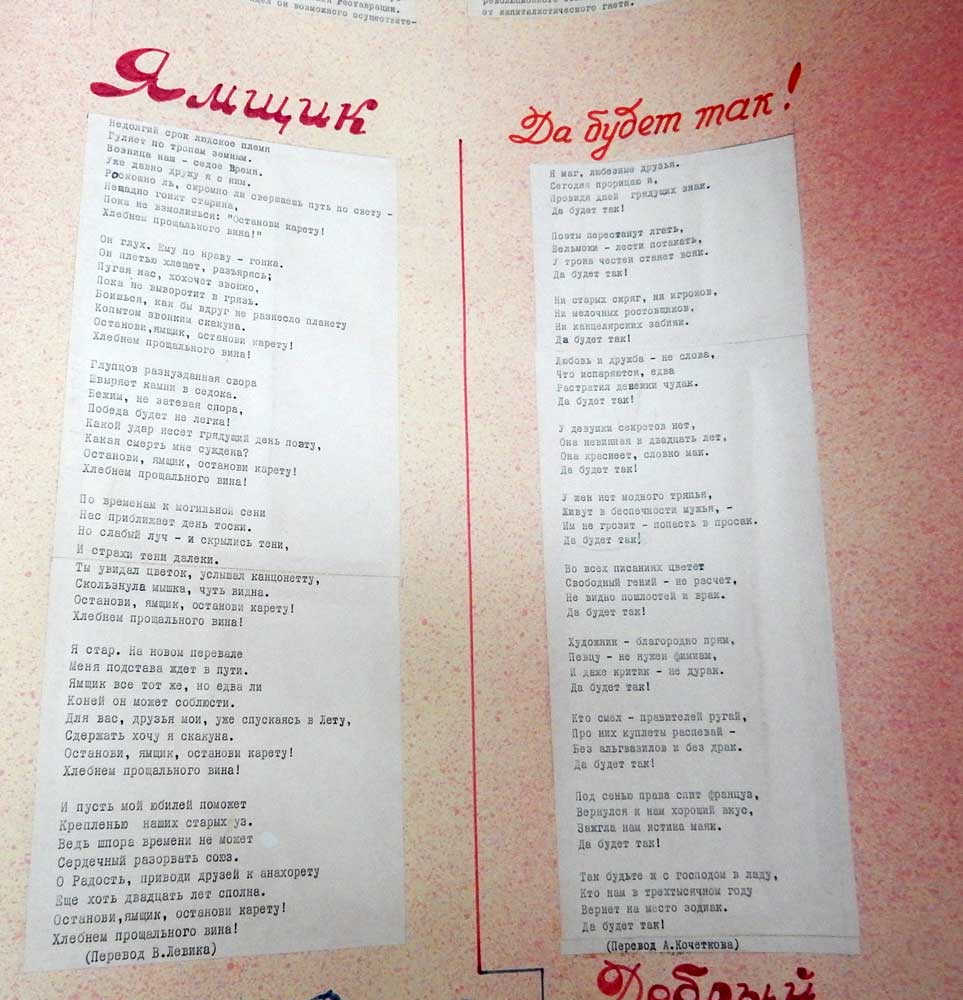 Реставрации.
он возможного осуществите-
от капиталистического гнета.
Ямщик
Недолгий срок людское племя
Гуляет по тропам земным.
Возница наш - седое Время.
Уже давно дружу я с ним.
Роскошно ль, скромно ли свершаешь путь по свету -
Нещадно гонит старина,
Пока не взмолишься: "Останови карету!
Хлебнем прощального вина!"
Он глух. Ему по нраву - гонка.
Он плетью хлещет, разъярясь;
Пугая нас, хохочет звонко,
Пока не выворотит в грязь.
Боишься, как бы вдруг не разнесло планету
Копытом звонким скакуна.
Останови,ямщик, останови карету!
Хлебнем прощального вина!
Глупцов разнузданная свора
Швыряет камни в седока.
Бежим, не затевая спора,
Победа будет не легка!
Какой удар несет грядущий день поэту,
Какая смерть мне суждена?
Останови, ямщик, останови карету!
Хлебнем прощального вина!
По временам к могильной сени
Нас приближает день тоски.
Но слабый луч - и скрылись тени,
И страхи тени далеки.
Ты увидал цветок, услышал канцонетту,
Скользнула мышка, чуть видна.
Останови, ямщик, останови карету!
Хлебнем прощального вина!
Я стар. На новом перевале
Меня подстава ждет в пути.
Ямщик все тот же, но едва ли
Коней он может соблюсти.
Для вас, друзья мои, уже спускаясь в Лету,
Сдержать хочу я скакуна.
Останови, ямщик, останови карету!
Хлебнем прощального вина!
И пусть мой юбилей поможет
Крепленью наших старых уз.
Ведь шпора времени не может
Сердечный разорвать союз.
О Радость, приводи друзей к анахорету
Еще хоть двадцать лет сполна.
Останови,ямщик, останови карету!
Хлебнем прощального вина!
(Перевод В.Левика)
Да будет так!
Я маг, любезные друзья.
Сегодня прорицаю я,
Провидя дней грядущих знак.
Да будет так!
Поэты перестанут лгать,
Вельможи - лести потакать,
У трона честен станет всяк.
Да будет так!
Ни старых скряг, ни игроков,
Ни мелочных ростовщиков,
Ни канцелярских забияк.
Да будет так!
Любовь и дружба - не слова,
Что испаряются, едва
Растратил денежки чудак.
Да будет так!
У девушки секретов нет,
Она невинная в двадцать лет,
Она краснеет, словно мак.
Да будет так!
У жен нет модного тряпья,
Живут в беспечности мужья, -
Им не грозит - попасть в просак.
Да будет так!
Во всех писаниях цветет
Свободный гений - не расчет,
Не видно пошлостей и врак.
Да будет так!
Художник - благородно прям,
Певцу - не нужен фимиам,
И даже критик - не дурак.
Да будет так!
Кто смел - правителей ругай,
Про них куплеты распевай -
Без альгвазилов и без драк.
Да будет так!
Под сенью права спит француз,
Вернулся к нам хороший вкус,
Зажгла нам истина маяк.
Да будет так!
Так будьте ж с господом в ладу,
Кто нам в трехтысячном году
Вернет на место зодиак.
Да будет так!
(Перевод А.Кочеткова)
Добрый